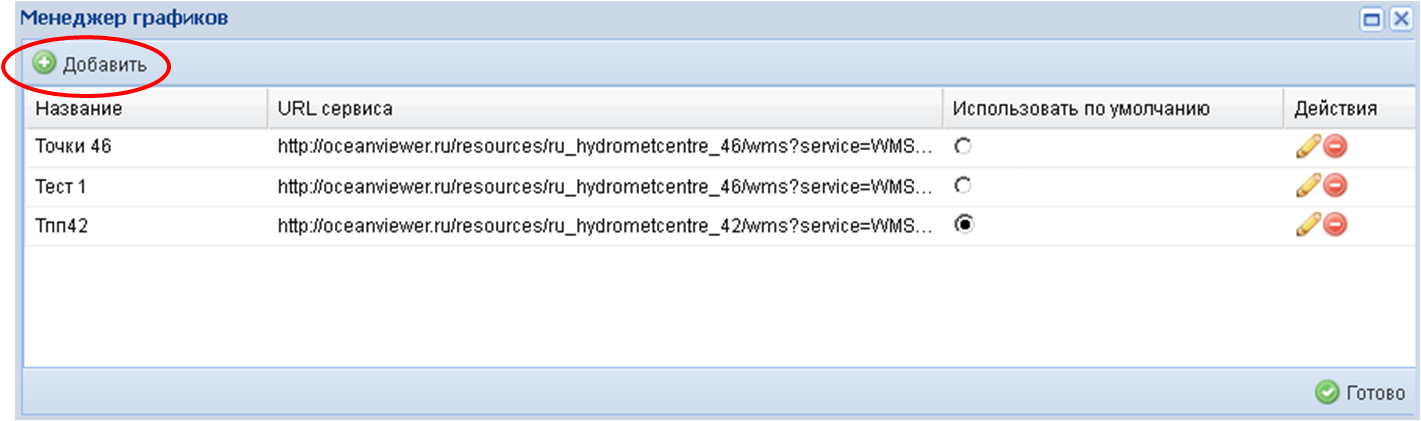 Менеджер графиков
Добавить
Название URL сервиса Использовать по умолчанию Действия
Точки 46 http://oceanviewer.ru/resources/ru_hydrometcentre_46/wms?service=WMS...
Тест 1 http://oceanviewer.ru/resources/ru_hydrometcentre_46/wms?service=WMS...
Тпп42 http://oceanviewer.ru/resources/ru_hydrometcentre_42/wms?service=WMS...
Готово